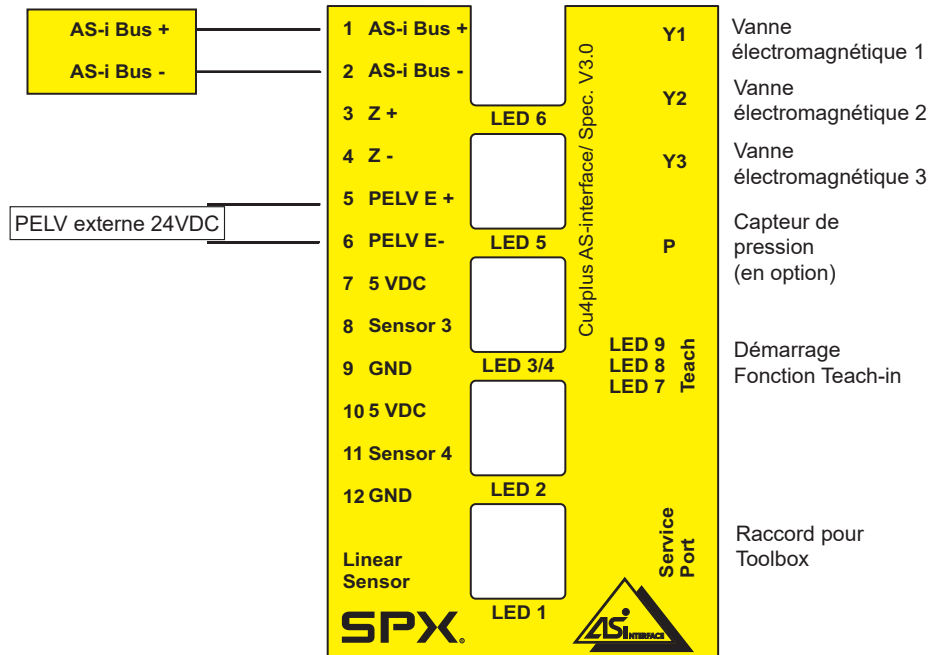 AS-i Bus +
AS-i Bus -
PELV externe 24VDC
1 AS-i Bus +
2 AS-i Bus -
3 Z +
4 Z -
5 PELV E +
6 PELV E-
7 5 VDC
8 Sensor 3
9 GND
10 5 VDC
11 Sensor 4
12 GND
Linear
Sensor
SPX.
LED 6
LED 5
LED 3/4
LED 2
LED 1
Cu4plus AS-interface/ Spec. V3.0
Y1
Y2
Y3
P
LED 9
LED 8
LED 7
Teach
Service
Port
ASi INTERFACE
Vanne
électromagnétique 1
Vanne
électromagnétique 2
Vanne
électromagnétique 3
Capteur de
pression
(en option)
Démarrage
Fonction Teach-in
Raccord pour
Toolbox